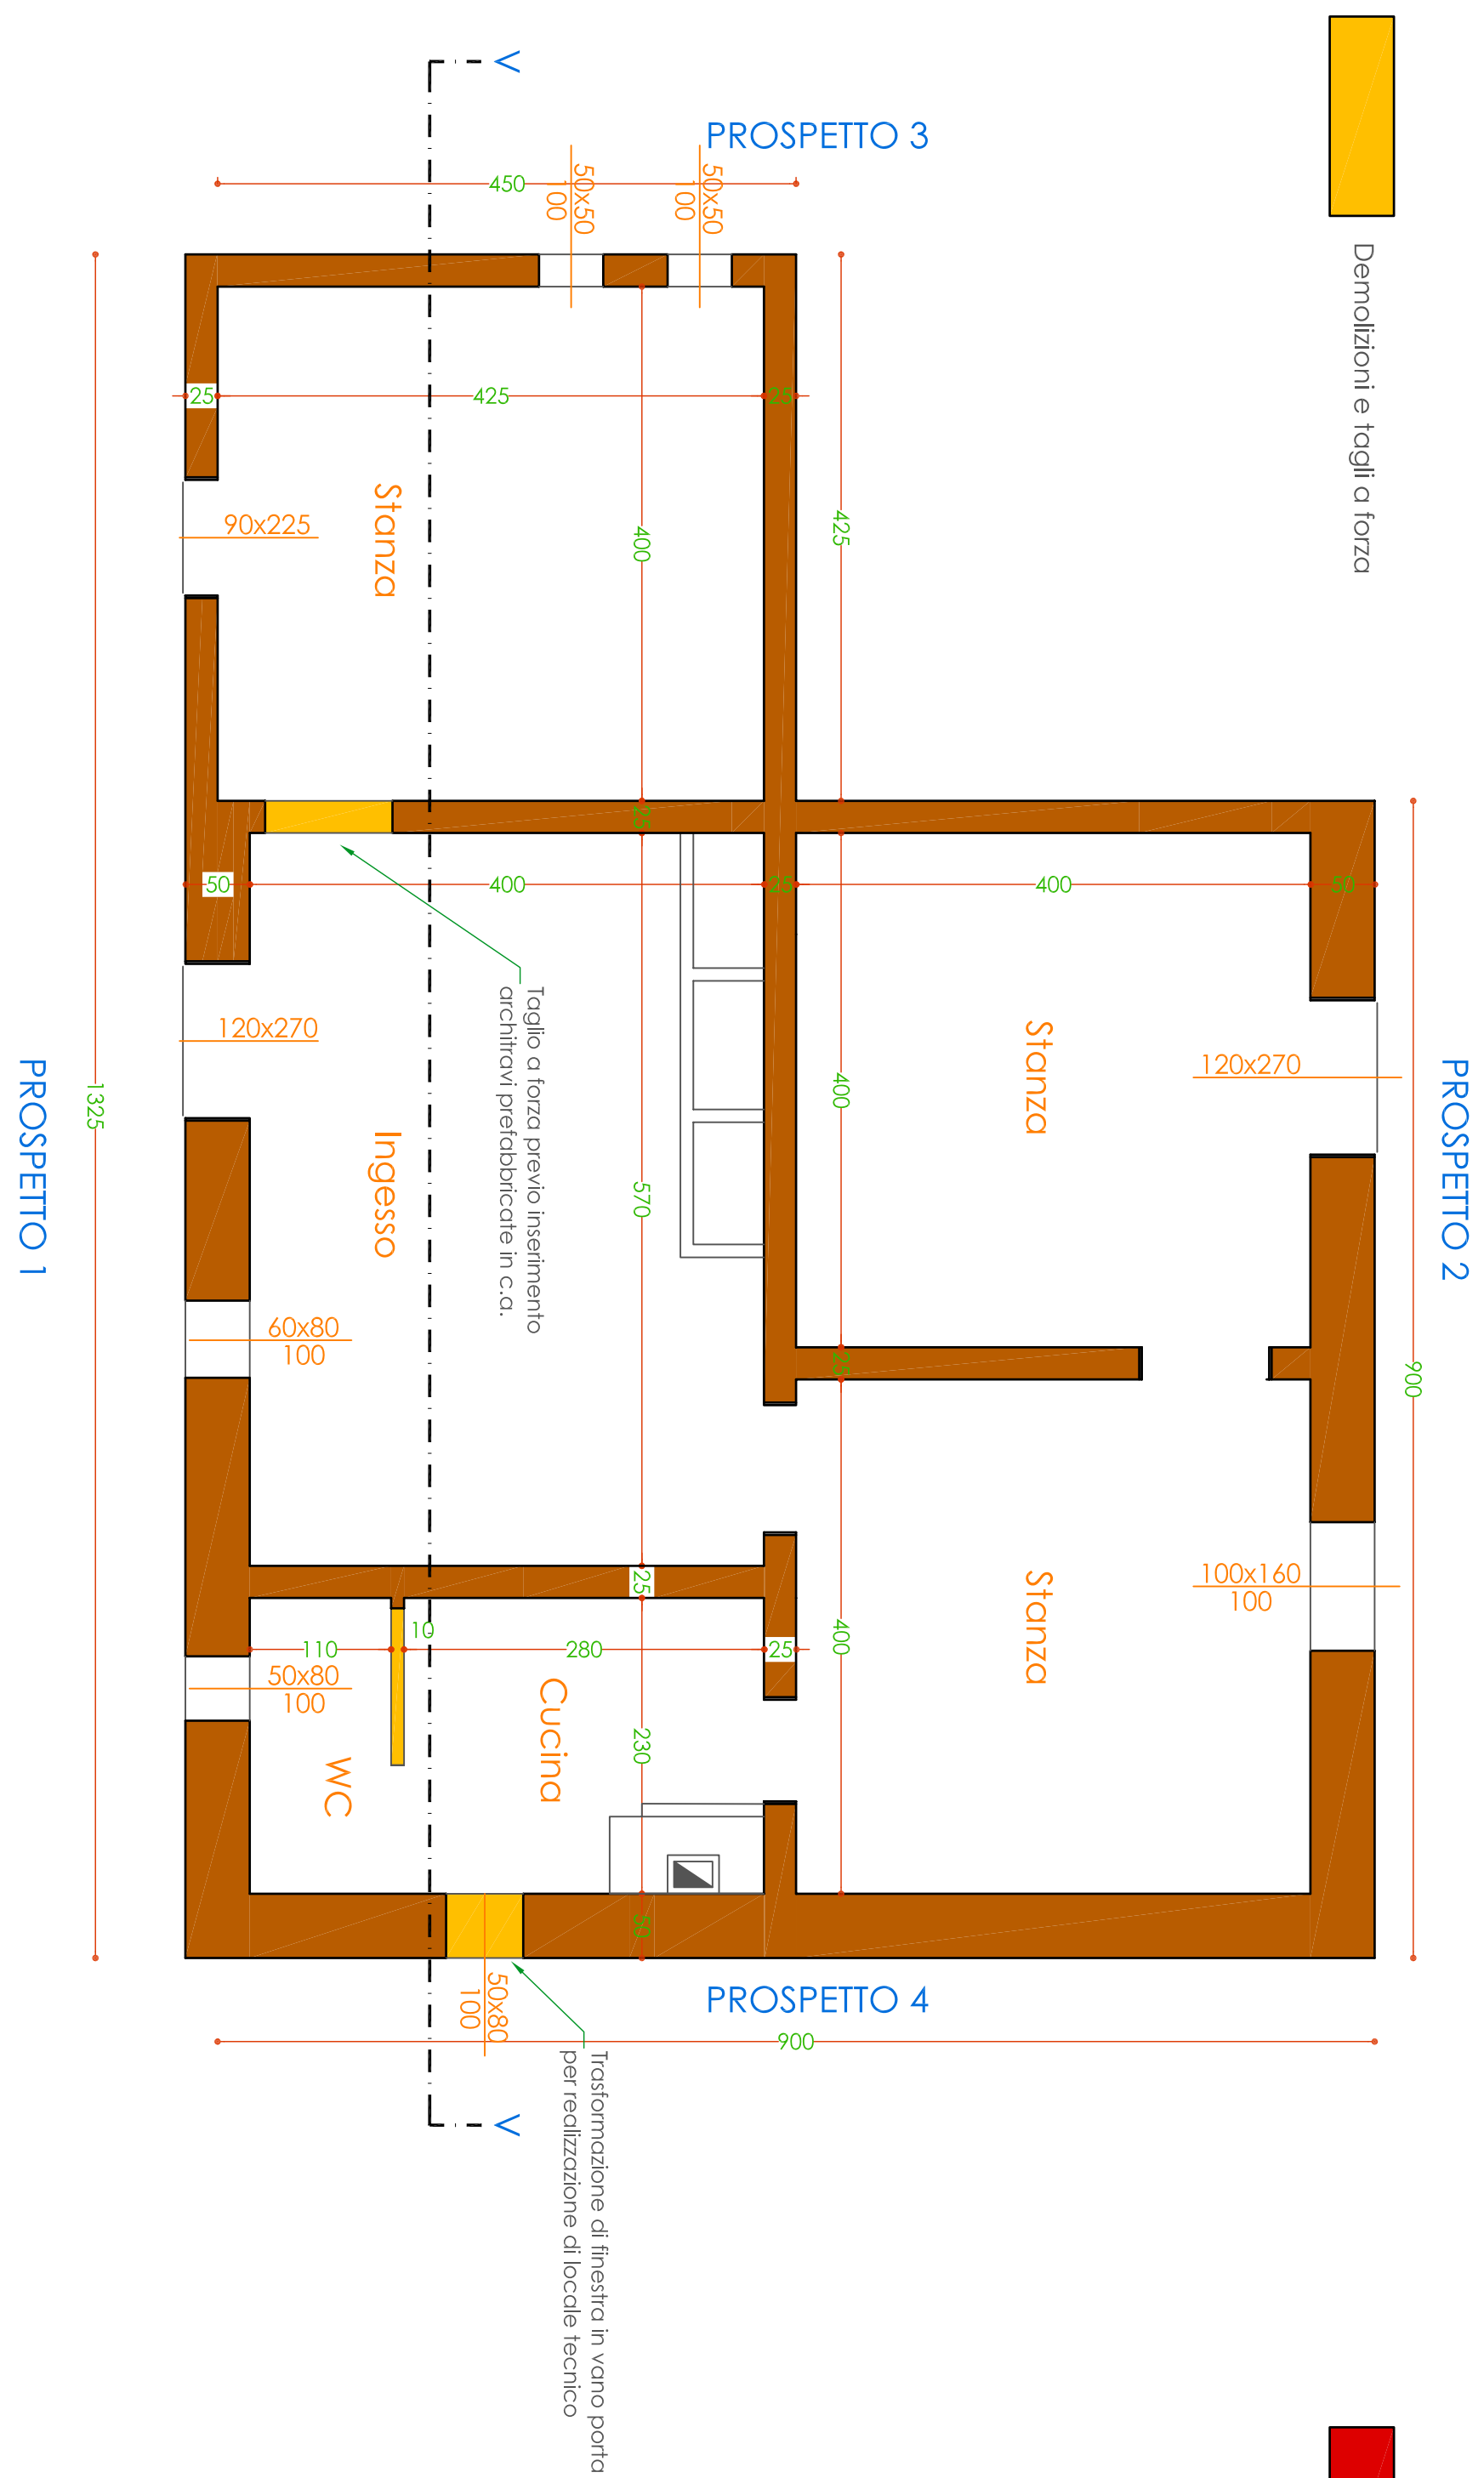 Demolizioni e tagli a forza
PROSPETTO 3
A
450
50x50
100
50x50
100
25
425
25
90x225
Stanza
400
425
25
50
400
25
400
50
120x270
120x270
Taglio a forza previo inserimento
architravi prefabbricate in c.a.
Stanza
PROSPETTO 1
PROSPETTO 2
1325
Ingesso
570
400
60x80
100
25
900
25
100x160
100
Stanza
110
10
280
25
400
50x80
100
Cucina
230
WC
50
50x80
100
PROSPETTO 4
900
Trasformazione di finestra in vano porta
per realizzazione di locale tecnico
A